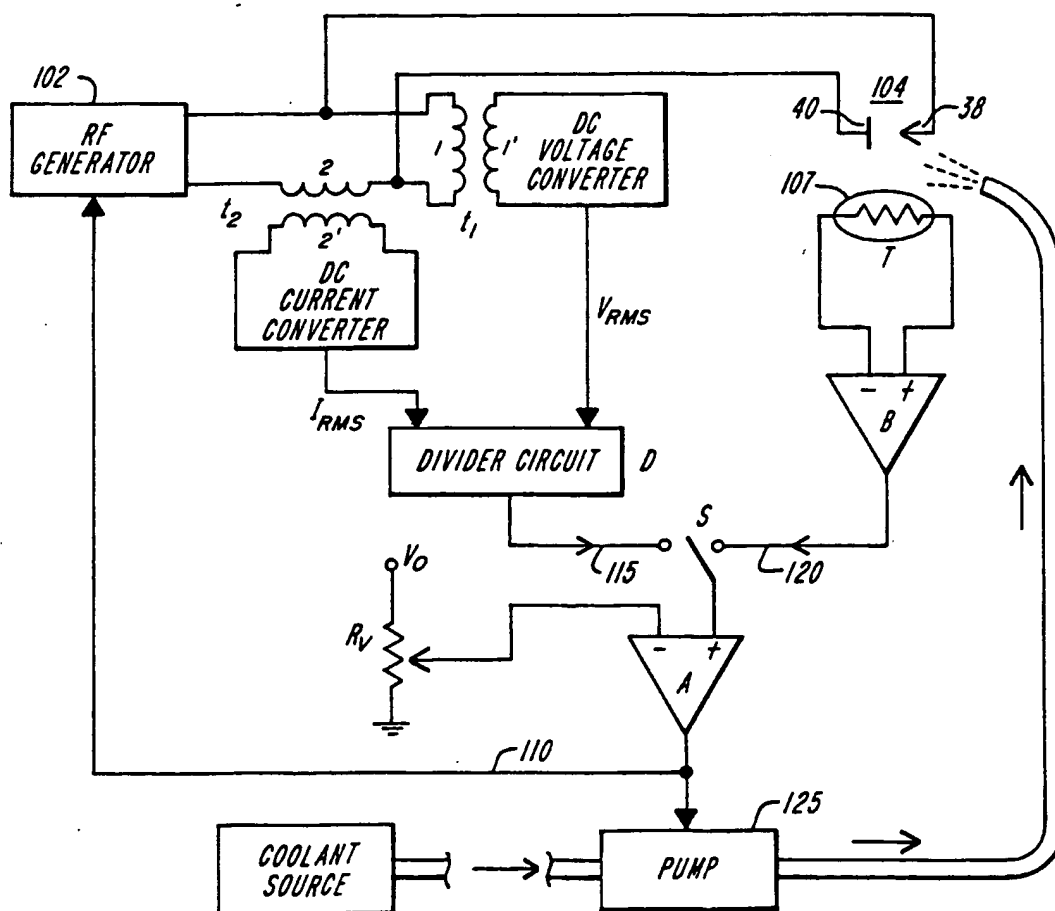 102
RF
GENERATOR
t2
2
2'
1
1'
t1
DC
VOLTAGE
CONVERTER
104
40
38
107
T
DC
CURRENT
CONVERTER
VRMS
IRMS
- +
B
DIVIDER CIRCUIT
D
S
115
120
Vo
RV
- +
A
110
125
COOLANT
SOURCE
PUMP